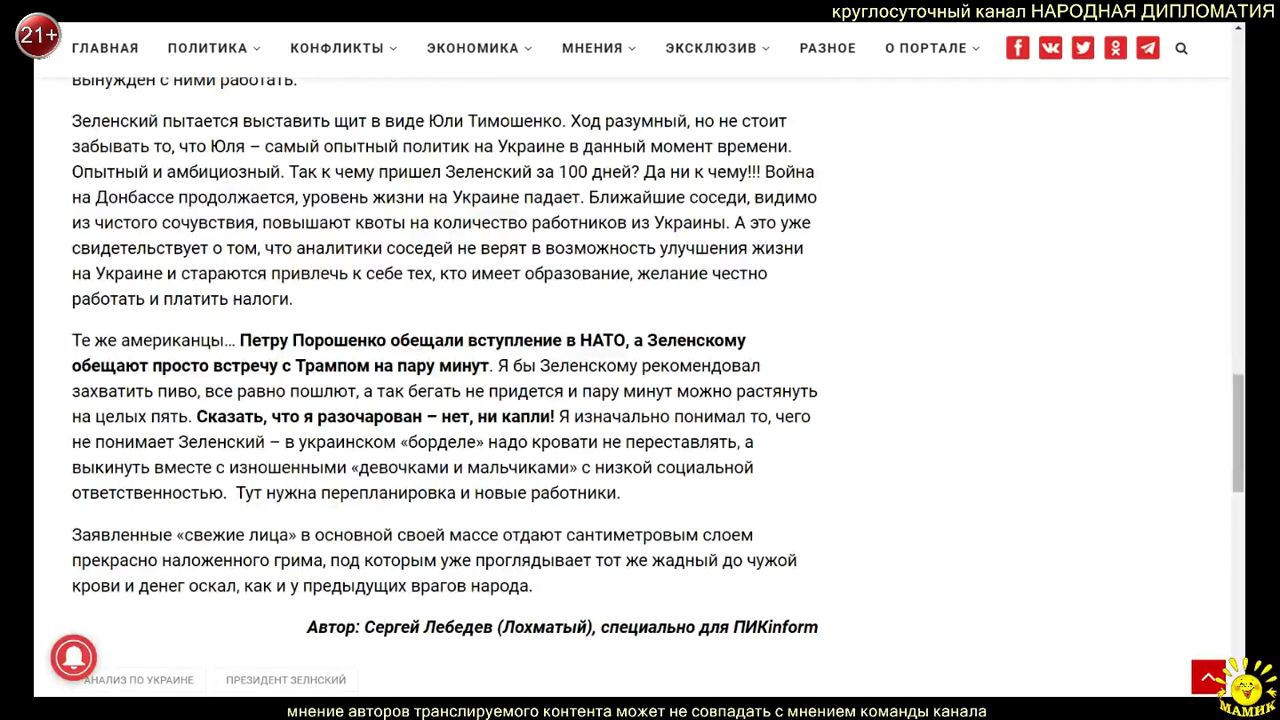 круглосуточный канал НАРОДНАЯ ДИПЛОМАТИЯ
21+
ГЛАВНАЯ ПОЛИТИКА КОНФЛИКТЫ ЭКОНОМИКА МНЕНИЯ ЭКСКЛЮЗИВ РАЗНОЕ О ПОРТАЛЕ
вынужден с ними работать.
Зеленский пытается выставить щит в виде Юли Тимошенко. Ход разумный, но не стоит
забывать то, что Юля – самый опытный политик на Украине в данный момент времени.
Опытный и амбициозный. Так к чему пришел Зеленский за 100 дней? Да ни к чему!!! Война
на Донбассе продолжается, уровень жизни на Украине падает. Ближайшие соседи, видимо
из чистого сочувствия, повышают квоты на количество работников из Украины. А это уже
свидетельствует о том, что аналитики соседей не верят в возможность улучшения жизни
на Украине и стараются привлечь к себе тех, кто имеет образование, желание честно
работать и платить налоги.
Те же американцы… Петру Порошенко обещали вступление в НАТО, а Зеленскому
обещают просто встречу с Трампом на пару минут. Я бы Зеленскому рекомендовал
захватить пиво, все равно пошлют, а так бегать не придется и пару минут можно растянуть
на целых пять. Сказать, что я разочарован – нет, ни капли! Я изначально понимал то, чего
не понимает Зеленский – в украинском «борделе» надо кровати не переставлять, а
выкинуть вместе с изношенными «девочками и мальчиками» с низкой социальной
ответственностью. Тут нужна перепланировка и новые работники.
Заявленные «свежие лица» в основной своей массе отдают сантиметровым слоем
прекрасно наложенного грима, под которым уже проглядывает тот же жадный до чужой
крови и денег оскал, как и у предыдущих врагов народа.
Автор: Сергей Лебедев (Лохматый), специально для ПИКinform
АНАЛИЗ ПО УКРАИНЕ ПРЕЗИДЕНТ ЗЕЛНСКИЙ
МАМИК
мнение авторов транслируемого контента может не совпадать с мнением команды канала